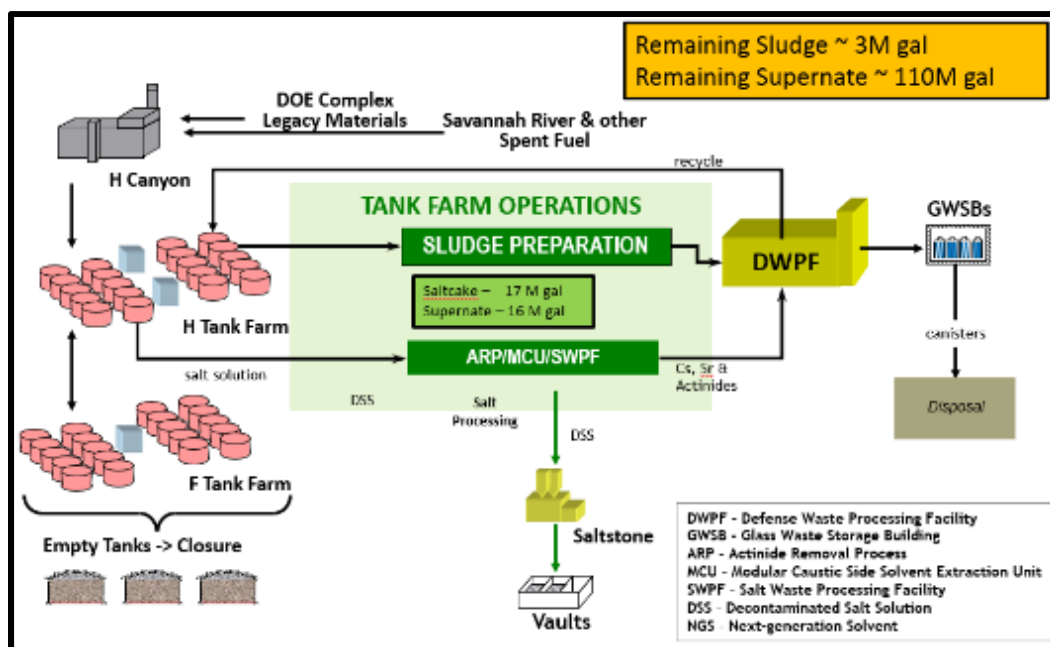 Remaining Sludge ~ 3M gal
Remaining Supernate ~ 110M gal
DOE Complex
Legacy Materials
Savannah River & other
Spent Fuel
H Canyon
recycle
TANK FARM OPERATIONS
SLUDGE PREPARATION
DWPF
GWSBs
Saltcake – 17 M gal
Supernate – 16 M gal
H Tank Farm
ARP/MCU/SWPF
canisters
salt solution
Cs, Sr &
Actinides
DSS
Salt
Processing
DSS
Disposal
F Tank Farm
Saltstone
Empty Tanks -> Closure
Vaults
DWPF - Defense Waste Processing Facility
GWSB - Glass Waste Storage Building
ARP - Actinide Removal Process
MCU - Modular Caustic Side Solvent Extraction Unit
SWPF - Salt Waste Processing Facility
DSS - Decontaminated Salt Solution
NGS - Next-generation Solvent